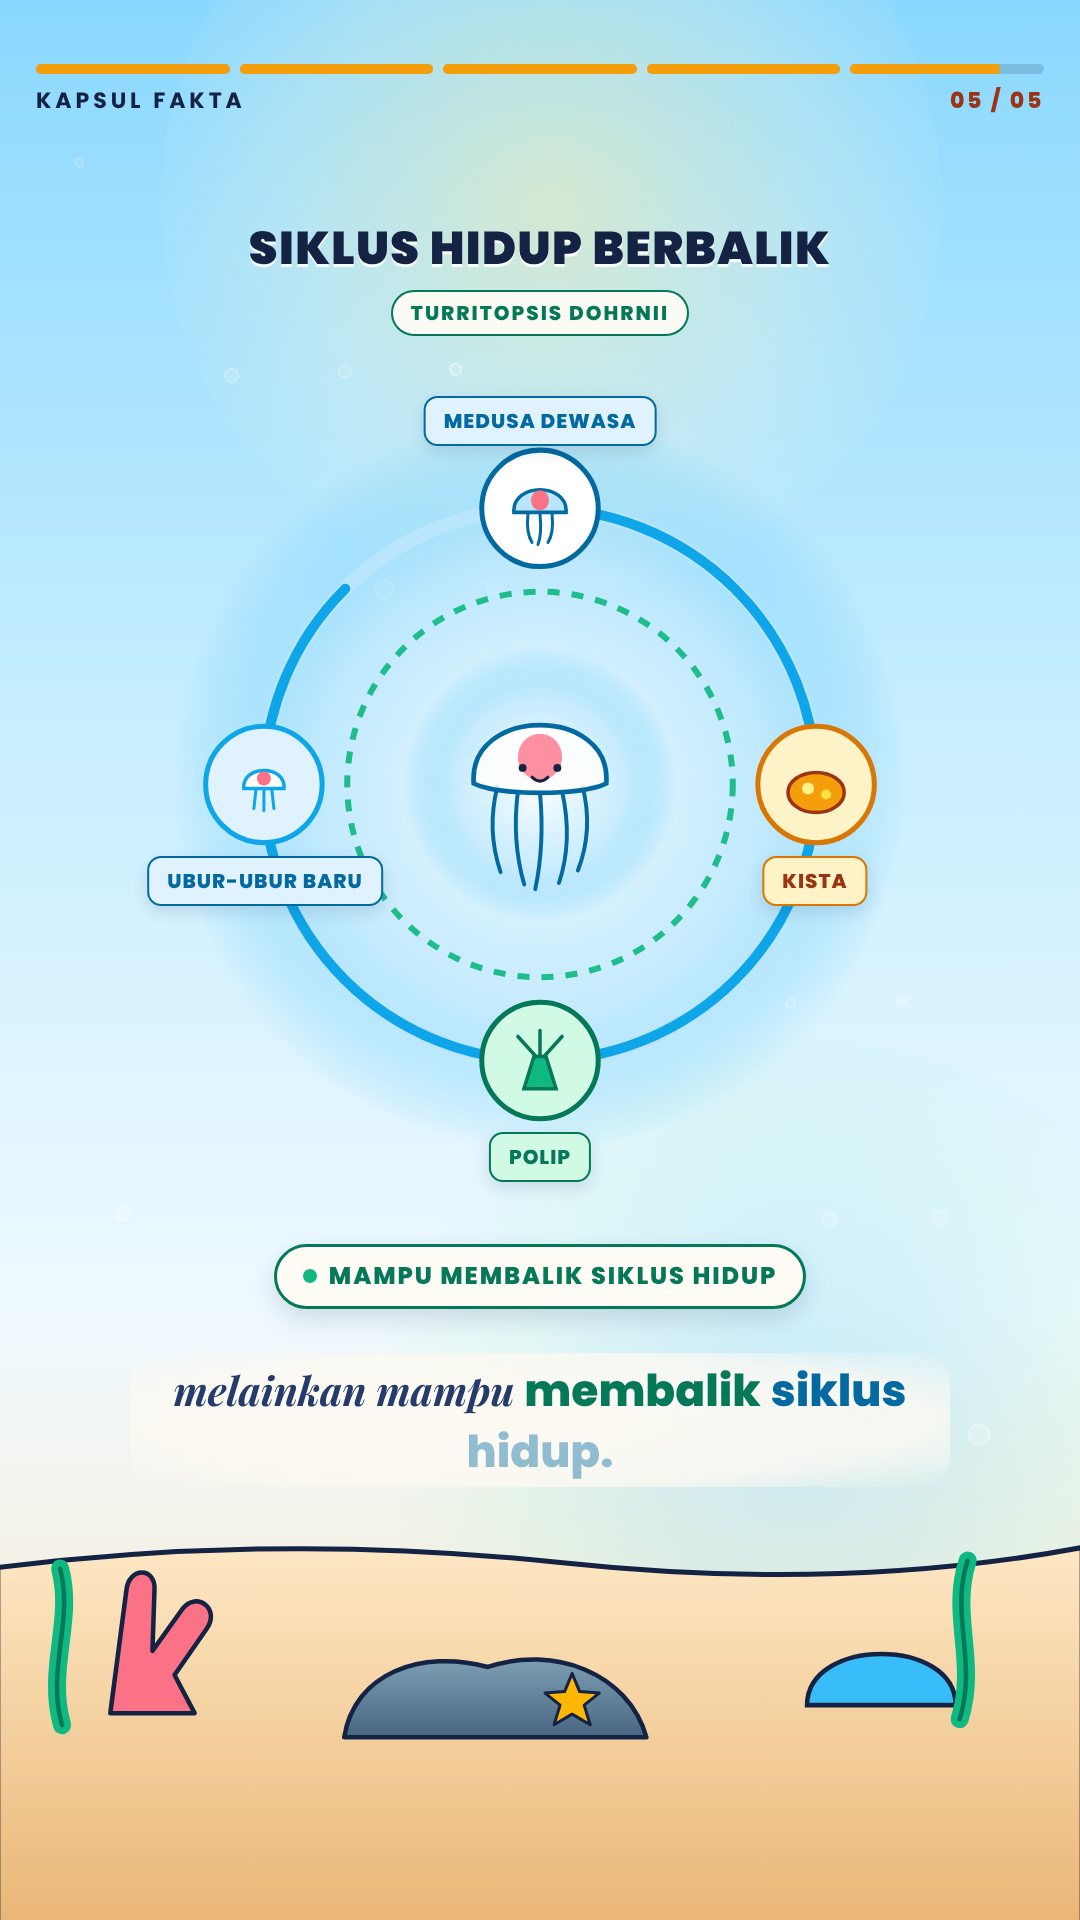 KAPSUL FAKTA
05 / 05
SIKLUS HIDUP BERBALIK
TURRITOPSIS DOHRNII
MEDUSA DEWASA
UBUR-UBUR BARU
KISTA
POLIP
MAMPU MEMBALIK SIKLUS HIDUP
melainkan mampu membalik siklus
hidup.